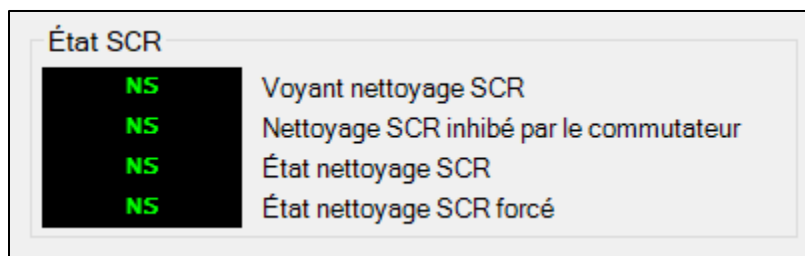 État SCR
NS Voyant nettoyage SCR
NS Nettoyage SCR inhibé par le commutateur
NS État nettoyage SCR
NS État nettoyage SCR forcé